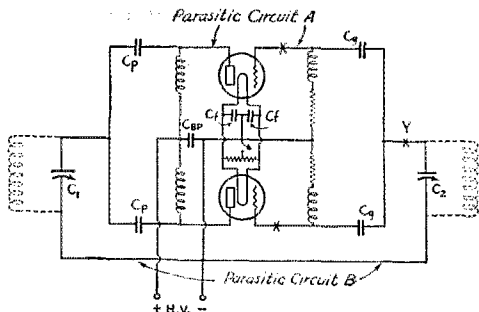 Parasitic Circuit A
Cp
Cg
Cf Cf
CBP
Y
C1
C2
Cp
Cg
Parasitic Circuit B
+ H.V. -